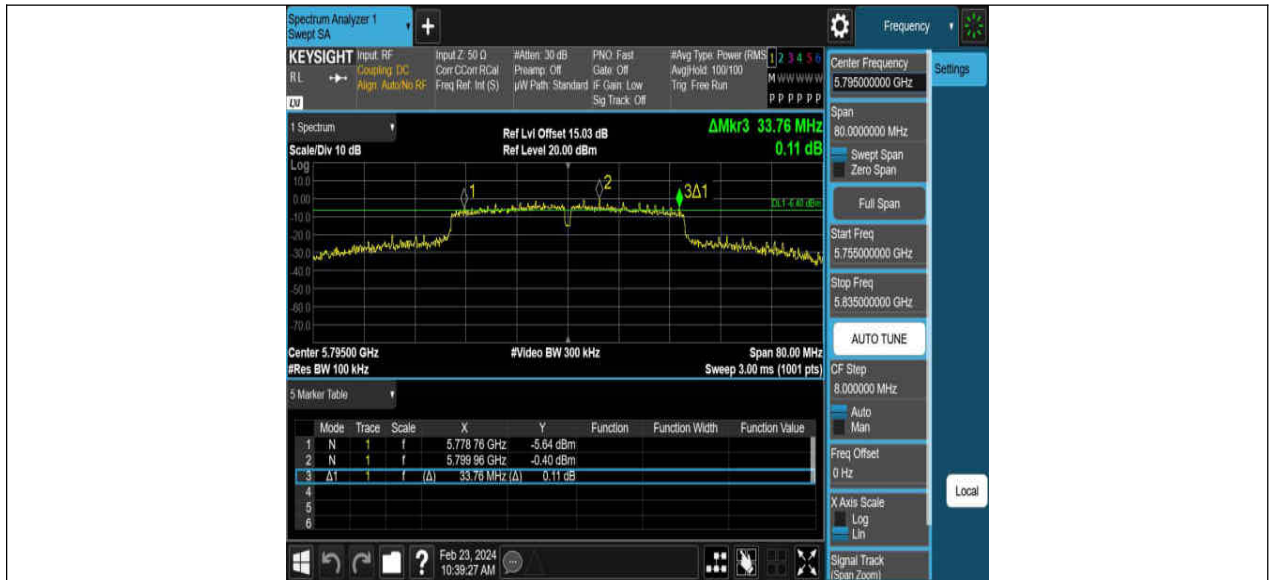 Spectrum Analyzer 1
Swept SA
+
Frequency
KEYSIGHT
RL
LXI
Input: RF
Coupling: DC
Align: Auto/No RF
Input Z: 50 Ω
Corr CCorr RCal
Freq Ref: Int (S)
#Atten: 30 dB
Preamp: Off
µW Path: Standard
PNO: Fast
Gate: Off
IF Gain: Low
Sig Track: Off
#Avg Type: Power (RMS
Avg|Hold: 100/100
Trig: Free Run
1 2 3 4 5 6
M W W W W W
P P P P P P
1 Spectrum
Scale/Div 10 dB
Ref Lvl Offset 15.03 dB
Ref Level 20.00 dBm
ΔMkr3 33.76 MHz
0.11 dB
Log
10.0
0.00
-10.0
-20.0
-30.0
-40.0
-50.0
-60.0
-70.0
1
2
3Δ1
DL1 -6.40 dBm
Center 5.79500 GHz
#Video BW 300 kHz
Span 80.00 MHz
#Res BW 100 kHz
Sweep 3.00 ms (1001 pts)
5 Marker Table
Mode Trace Scale X Y Function Function Width Function Value
1 N 1 f 5.778 76 GHz -5.64 dBm
2 N 1 f 5.799 96 GHz -0.40 dBm
3 Δ1 1 f (Δ) 33.76 MHz (Δ) 0.11 dB
4
5
6
Feb 23, 2024
10:39:27 AM
?
Center Frequency
5.795000000 GHz
Settings
Span
80.0000000 MHz
Swept Span
Zero Span
Full Span
Start Freq
5.755000000 GHz
Stop Freq
5.835000000 GHz
AUTO TUNE
CF Step
8.000000 MHz
Auto
Man
Freq Offset
0 Hz
X Axis Scale
Log
Lin
Local
Signal Track
(Span Zoom)